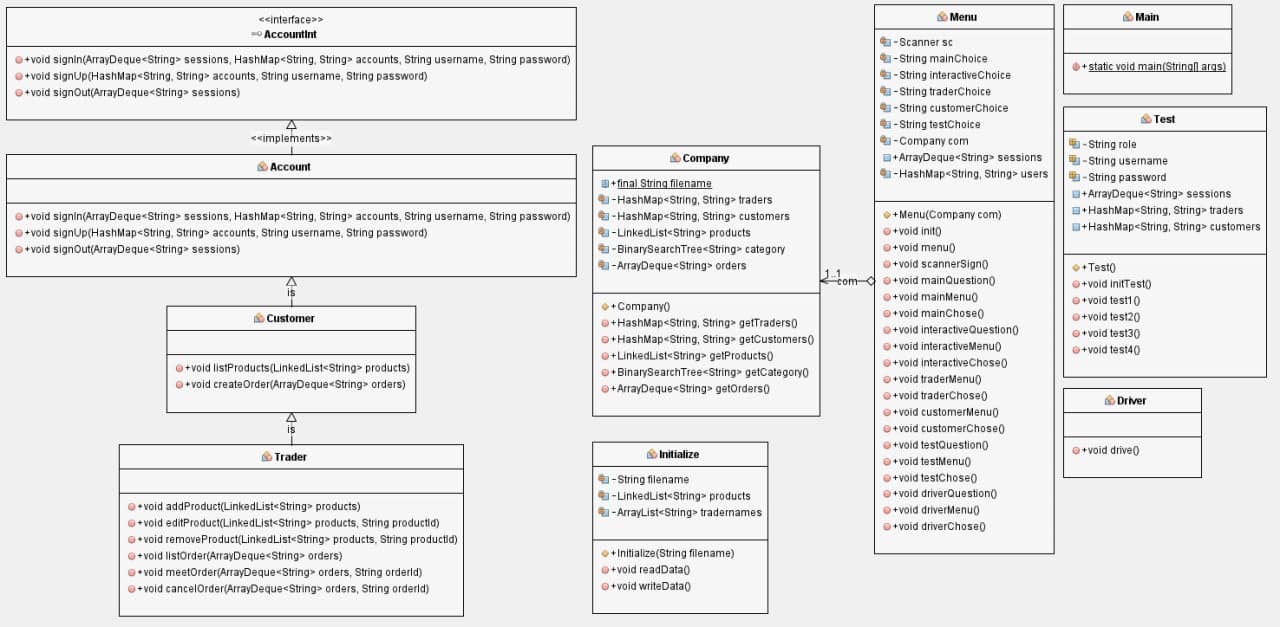 <<interface>>
AccountInt
+void signIn(ArrayDeque<String> sessions, HashMap<String, String> accounts, String username, String password)
+void signUp(HashMap<String, String> accounts, String username, String password)
+void signOut(ArrayDeque<String> sessions)
<<implements>>
Account
+void signIn(ArrayDeque<String> sessions, HashMap<String, String> accounts, String username, String password)
+void signUp(HashMap<String, String> accounts, String username, String password)
+void signOut(ArrayDeque<String> sessions)
is
Customer
+void listProducts(LinkedList<String> products)
+void createOrder(ArrayDeque<String> orders)
is
Trader
+void addProduct(LinkedList<String> products)
+void editProduct(LinkedList<String> products, String productId)
+void removeProduct(LinkedList<String> products, String productId)
+void listOrder(ArrayDeque<String> orders)
+void meetOrder(ArrayDeque<String> orders, String orderId)
+void cancelOrder(ArrayDeque<String> orders, String orderId)
Company
+final String filename
-HashMap<String, String> traders
-HashMap<String, String> customers
-LinkedList<String> products
-BinarySearchTree<String> category
-ArrayDeque<String> orders
+Company()
+HashMap<String, String> getTraders()
+HashMap<String, String> getCustomers()
+LinkedList<String> getProducts()
+BinarySearchTree<String> getCategory()
+ArrayDeque<String> getOrders()
1..1
com
Initialize
-String filename
-LinkedList<String> products
-ArrayList<String> tradernames
+Initialize(String filename)
+void readData()
+void writeData()
Menu
-Scanner sc
-String mainChoice
-String interactiveChoice
-String traderChoice
-String customerChoice
-String testChoice
-Company com
+ArrayDeque<String> sessions
-HashMap<String, String> users
+Menu(Company com)
+void init()
+void menu()
+void scannerSign()
+void mainQuestion()
+void mainMenu()
+void mainChose()
+void interactiveQuestion()
+void interactiveMenu()
+void interactiveChose()
+void traderMenu()
+void traderChose()
+void customerMenu()
+void customerChose()
+void testQuestion()
+void testMenu()
+void testChose()
+void driverQuestion()
+void driverMenu()
+void driverChose()
Main
+static void main(String[] args)
Test
-String role
-String username
-String password
+ArrayDeque<String> sessions
+HashMap<String, String> traders
+HashMap<String, String> customers
+Test()
+void initTest()
+void test1()
+void test2()
+void test3()
+void test4()
Driver
+void drive()